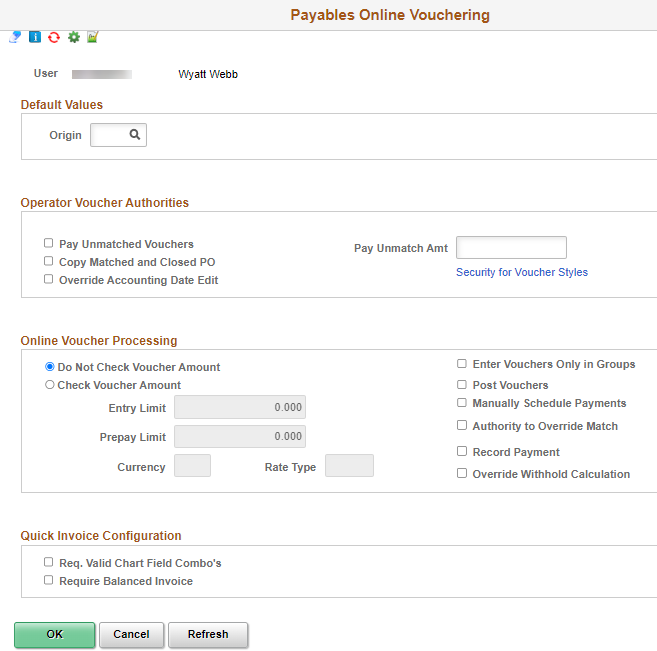 Payables Online Vouchering
User Wyatt Webb
Default Values
Origin
Operator Voucher Authorities
Pay Unmatched Vouchers
Pay Unmatch Amt
Copy Matched and Closed PO
Security for Voucher Styles
Override Accounting Date Edit
Online Voucher Processing
Do Not Check Voucher Amount
Check Voucher Amount
Entry Limit 0.000
Prepay Limit 0.000
Currency Rate Type
Enter Vouchers Only in Groups
Post Vouchers
Manually Schedule Payments
Authority to Override Match
Record Payment
Override Withhold Calculation
Quick Invoice Configuration
Req. Valid Chart Field Combo's
Require Balanced Invoice
OK Cancel Refresh